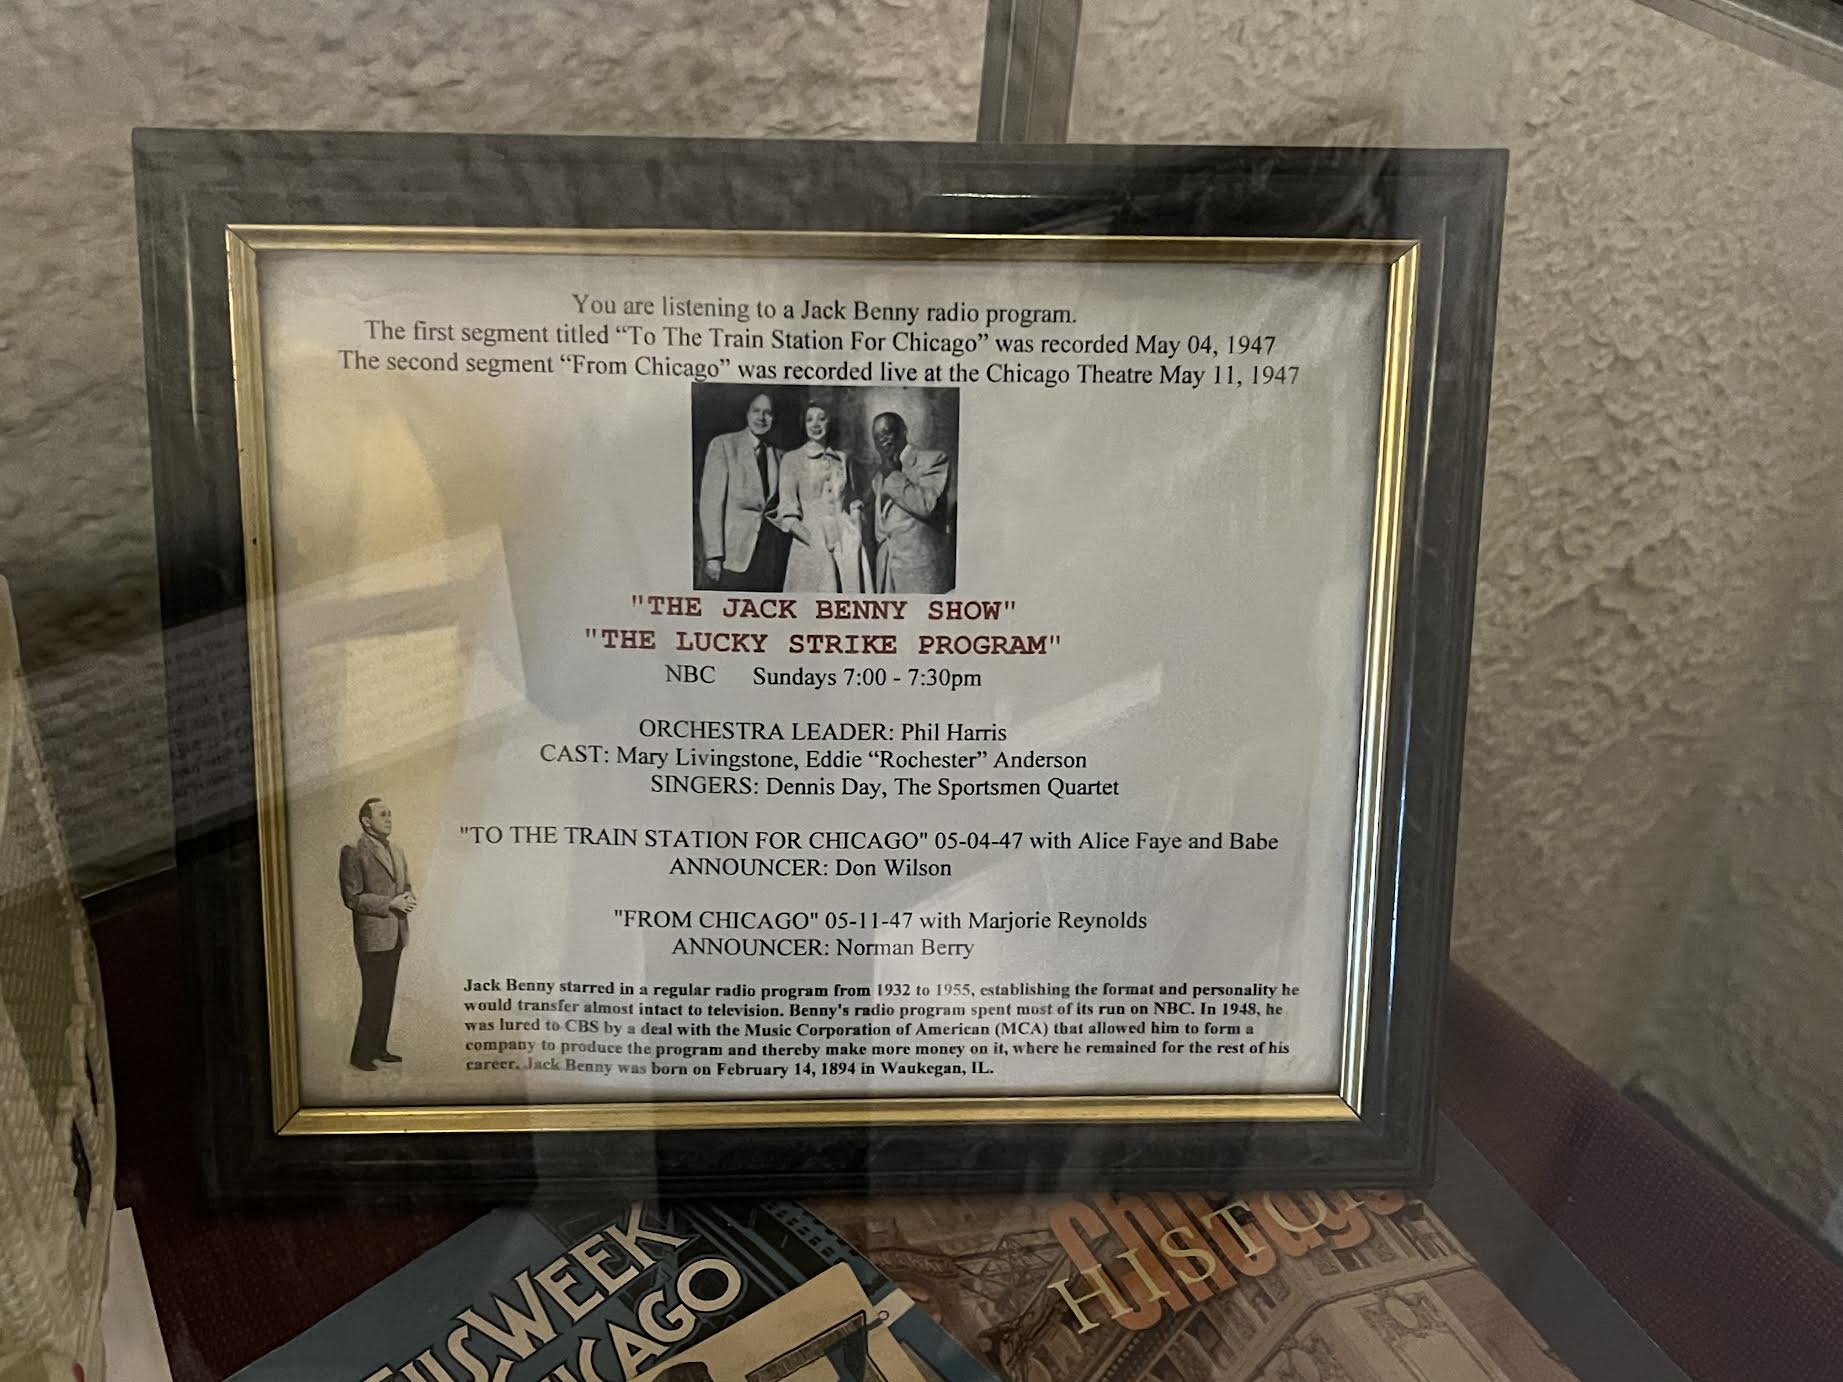 You are listening to a Jack Benny radio program.
The first segment titled “To The Train Station For Chicago” was recorded May 04, 1947
The second segment “From Chicago” was recorded live at the Chicago Theatre May 11, 1947
"THE JACK BENNY SHOW"
"THE LUCKY STRIKE PROGRAM"
NBC Sundays 7:00 - 7:30pm
ORCHESTRA LEADER: Phil Harris
CAST: Mary Livingstone, Eddie “Rochester” Anderson
SINGERS: Dennis Day, The Sportsmen Quartet
"TO THE TRAIN STATION FOR CHICAGO" 05-04-47 with Alice Faye and Babe
ANNOUNCER: Don Wilson
"FROM CHICAGO" 05-11-47 with Marjorie Reynolds
ANNOUNCER: Norman Berry
Jack Benny starred in a regular radio program from 1932 to 1955, establishing the format and personality he
would transfer almost intact to television. Benny's radio program spent most of its run on NBC. In 1948, he
was lured to CBS by a deal with the Music Corporation of American (MCA) that allowed him to form a
company to produce the program and thereby make more money on it, where he remained for the rest of his
career. Jack Benny was born on February 14, 1894 in Waukegan, IL.
WEEK
CHICAGO
Chicago
HISTORY